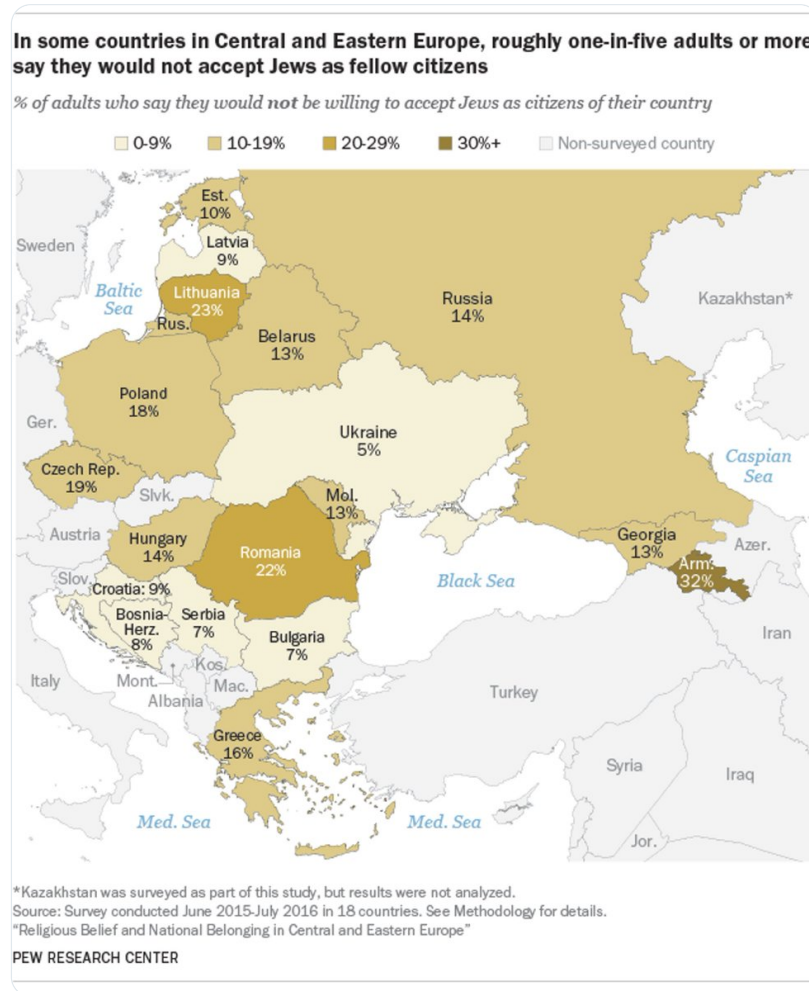 In some countries in Central and Eastern Europe, roughly one-in-five adults or more
say they would not accept Jews as fellow citizens
% of adults who say they would not be willing to accept Jews as citizens of their country
0-9%
10-19%
20-29%
30%+
Non-surveyed country
Est.
10%
Sweden
Latvia
9%
Baltic
Sea
Lithuania
23%
Russia
14%
Kazakhstan*
Rus.
Belarus
13%
Poland
18%
Ger.
Ukraine
5%
Caspian
Sea
Czech Rep.
19%
Slvk.
Mol.
13%
Austria
Hungary
14%
Romania
22%
Georgia
13%
Azer.
Arm.
32%
Slov.
Croatia: 9%
Black Sea
Bosnia-
Herz.
8%
Serbia
7%
Bulgaria
7%
Iran
Kos.
Italy
Mont.
Mac.
Albania
Turkey
Greece
16%
Syria
Iraq
Med. Sea
Med. Sea
Jor.
*Kazakhstan was surveyed as part of this study, but results were not analyzed.
Source: Survey conducted June 2015-July 2016 in 18 countries. See Methodology for details.
“Religious Belief and National Belonging in Central and Eastern Europe”
PEW RESEARCH CENTER